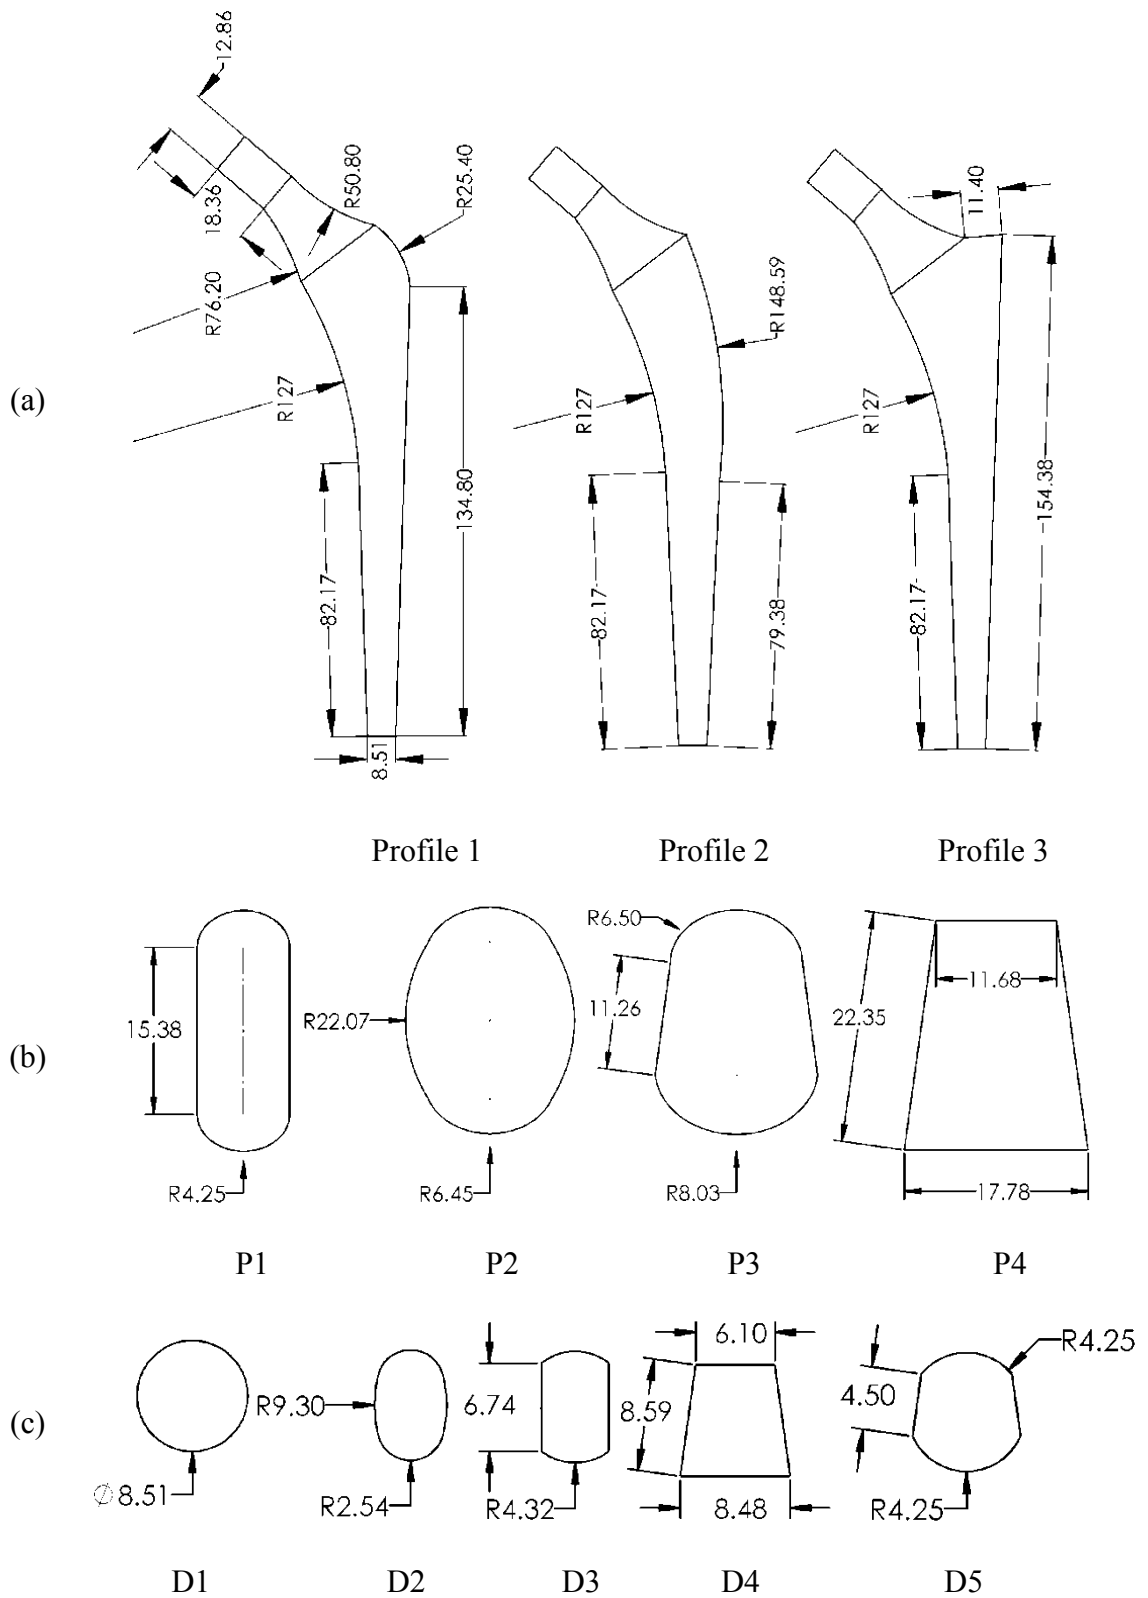 12.86
18.36
R50.80
R25.40
R76.20
R127
134.80
82.17
8.51
R148.59
R127
82.17
79.38
11.40
R127
154.38
82.17
(a)
Profile 1 Profile 2 Profile 3
(b)
15.38
R4.25
R22.07
R6.45
R6.50
11.26
R8.03
11.68
22.35
17.78
P1 P2 P3 P4
(c)
Ø8.51
R9.30
R2.54
6.74
R4.32
6.10
8.59
8.48
R4.25
4.50
R4.25
D1 D2 D3 D4 D5